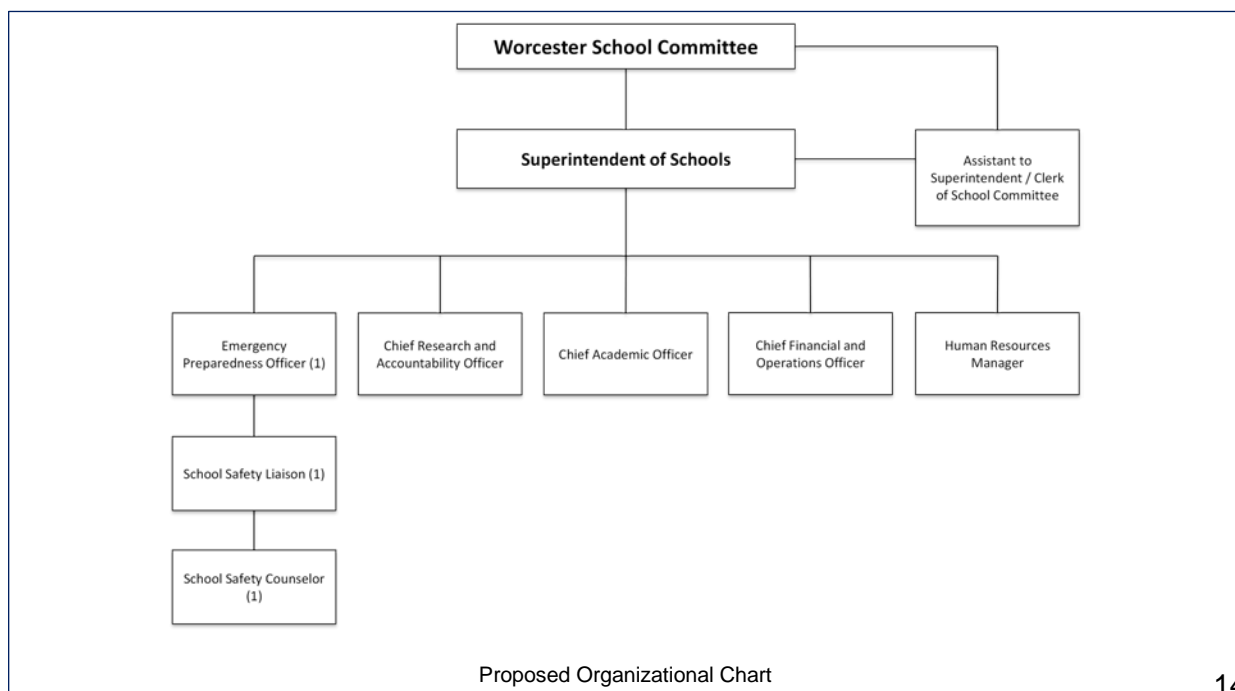 Worcester School Committee
Superintendent of Schools
Assistant to
Superintendent / Clerk
of School Committee
Emergency
Preparedness Officer (1)
Chief Research and
Accountability Officer
Chief Academic Officer
Chief Financial and
Operations Officer
Human Resources
Manager
School Safety Liaison (1)
School Safety Counselor
(1)
Proposed Organizational Chart
14